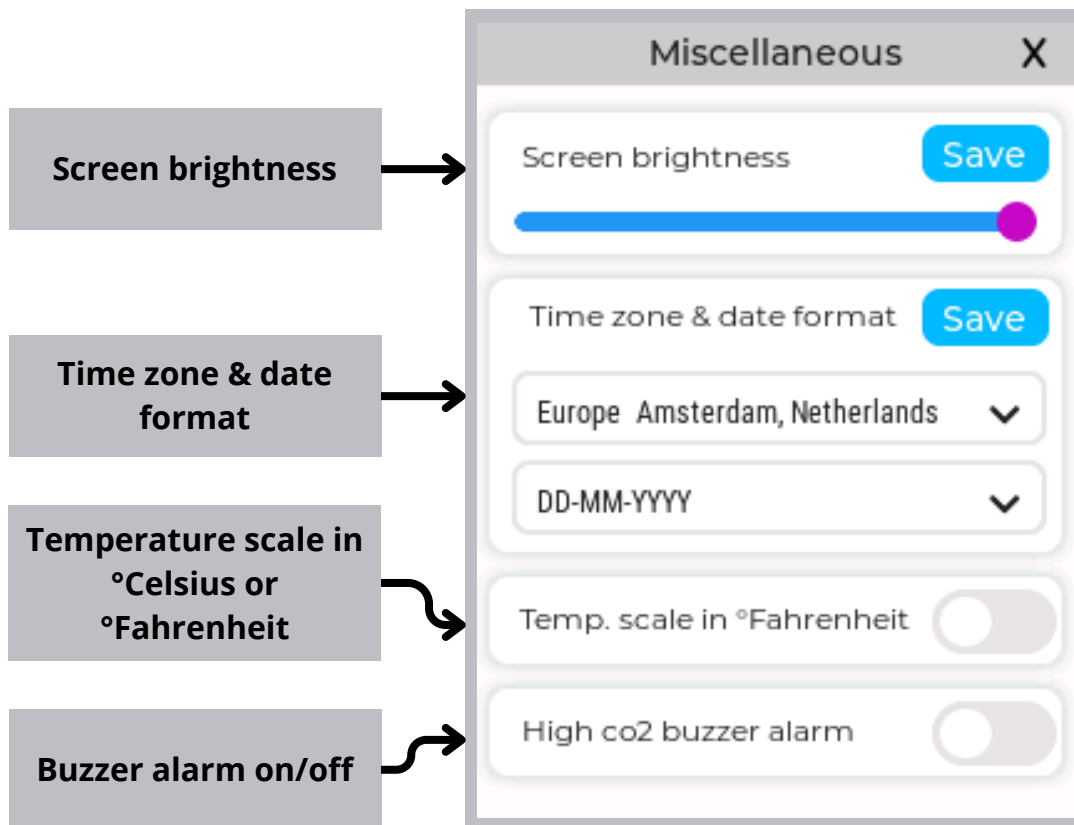 Miscellaneous X
Screen brightness
Screen brightness Save
Time zone & date
format
Time zone & date format Save
Europe Amsterdam, Netherlands
DD-MM-YYYY
Temperature scale in
°Celsius or
°Fahrenheit
Temp. scale in °Fahrenheit
Buzzer alarm on/off
High co2 buzzer alarm